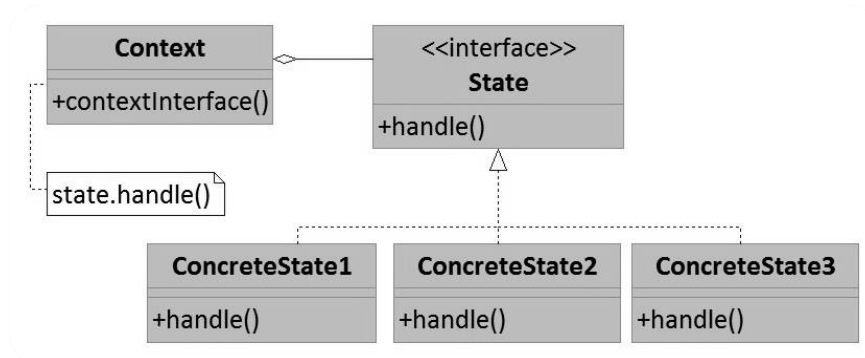 Context
+contextInterface()
<<interface>>
State
+handle()
state.handle()
ConcreteState1
+handle()
ConcreteState2
+handle()
ConcreteState3
+handle()